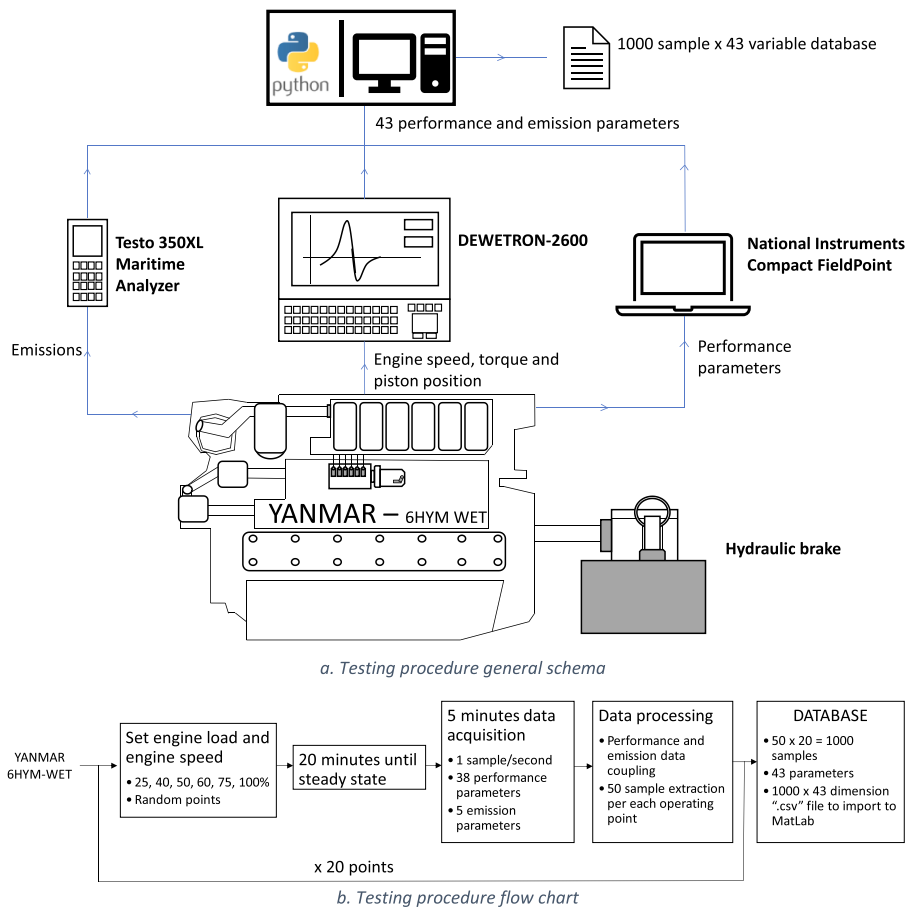 python
1000 sample x 43 variable database
43 performance and emission parameters
Testo 350XL
Maritime
Analyzer
DEWETRON-2600
National Instruments
Compact FieldPoint
Emissions
Engine speed, torque and
piston position
Performance
parameters
YANMAR – 6HYM WET
Hydraulic brake
a. Testing procedure general schema
YANMAR
6HYM-WET
Set engine load and
engine speed
• 25, 40, 50, 60, 75, 100%
• Random points
20 minutes until
steady state
5 minutes data
acquisition
• 1 sample/second
• 38 performance
parameters
• 5 emission
parameters
Data processing
• Performance and
emission data
coupling
• 50 sample extraction
per each operating
point
DATABASE
• 50 x 20 = 1000
samples
• 43 parameters
• 1000 x 43 dimension
“.csv” file to import to
MatLab
x 20 points
b. Testing procedure flow chart